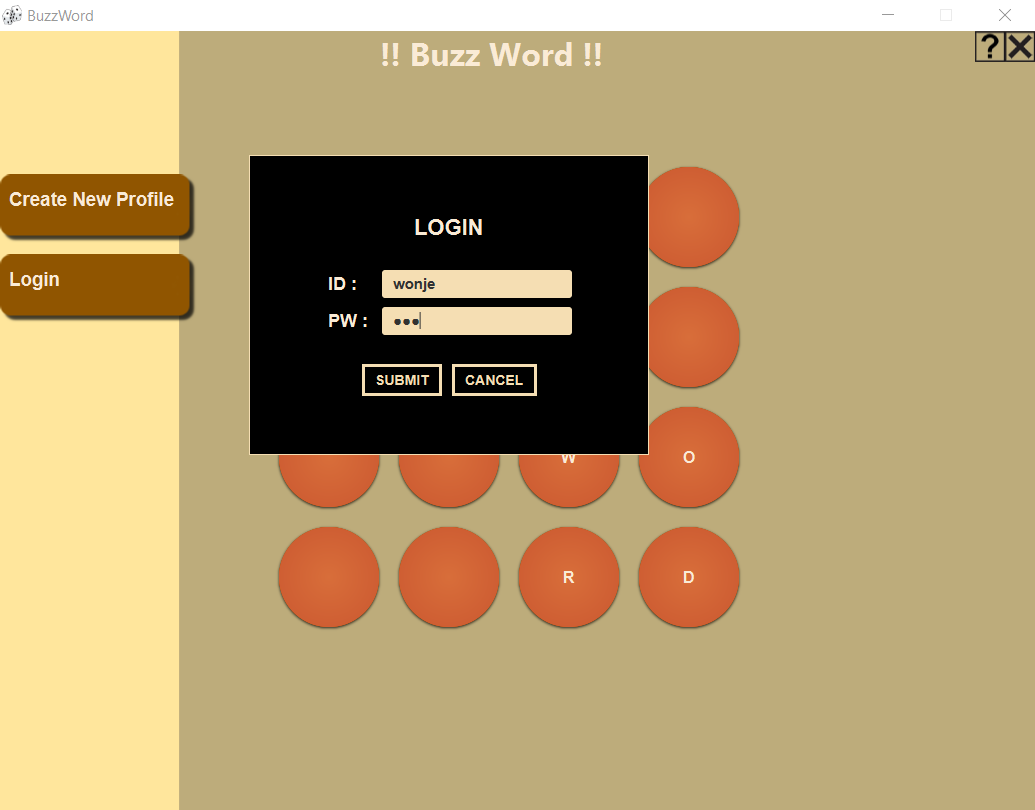 BuzzWord
!! Buzz Word !!
?
Create New Profile
Login
LOGIN
ID : wonje
PW : ●●●
SUBMIT CANCEL
W O
R D